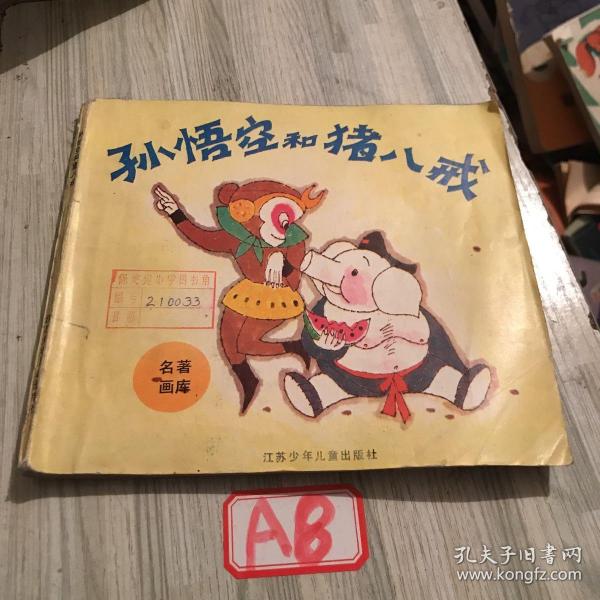 孙悟空和猪八戒
210033
名著
画库
江苏少年儿童出版社
AB
孔夫子旧书网
www.kongfz.com